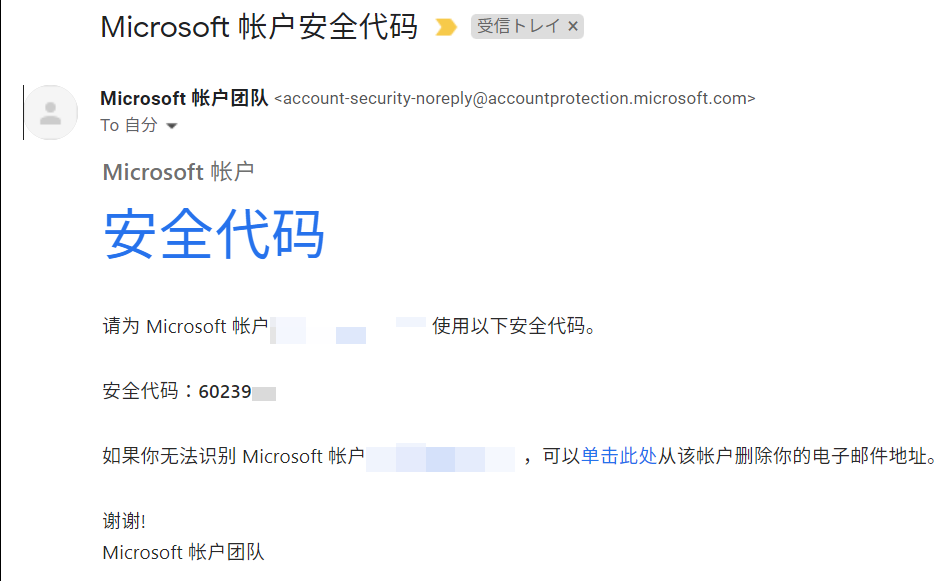 Microsoft 帐户安全代码 受信トレイ ×
Microsoft 帐户团队 <account-security-noreply@accountprotection.microsoft.com>
To 自分
Microsoft 帐户
安全代码
请为 Microsoft 帐户 使用以下安全代码。
安全代码：60239
如果你无法识别 Microsoft 帐户 ，可以单击此处从该帐户删除你的电子邮件地址。
谢谢!
Microsoft 帐户团队